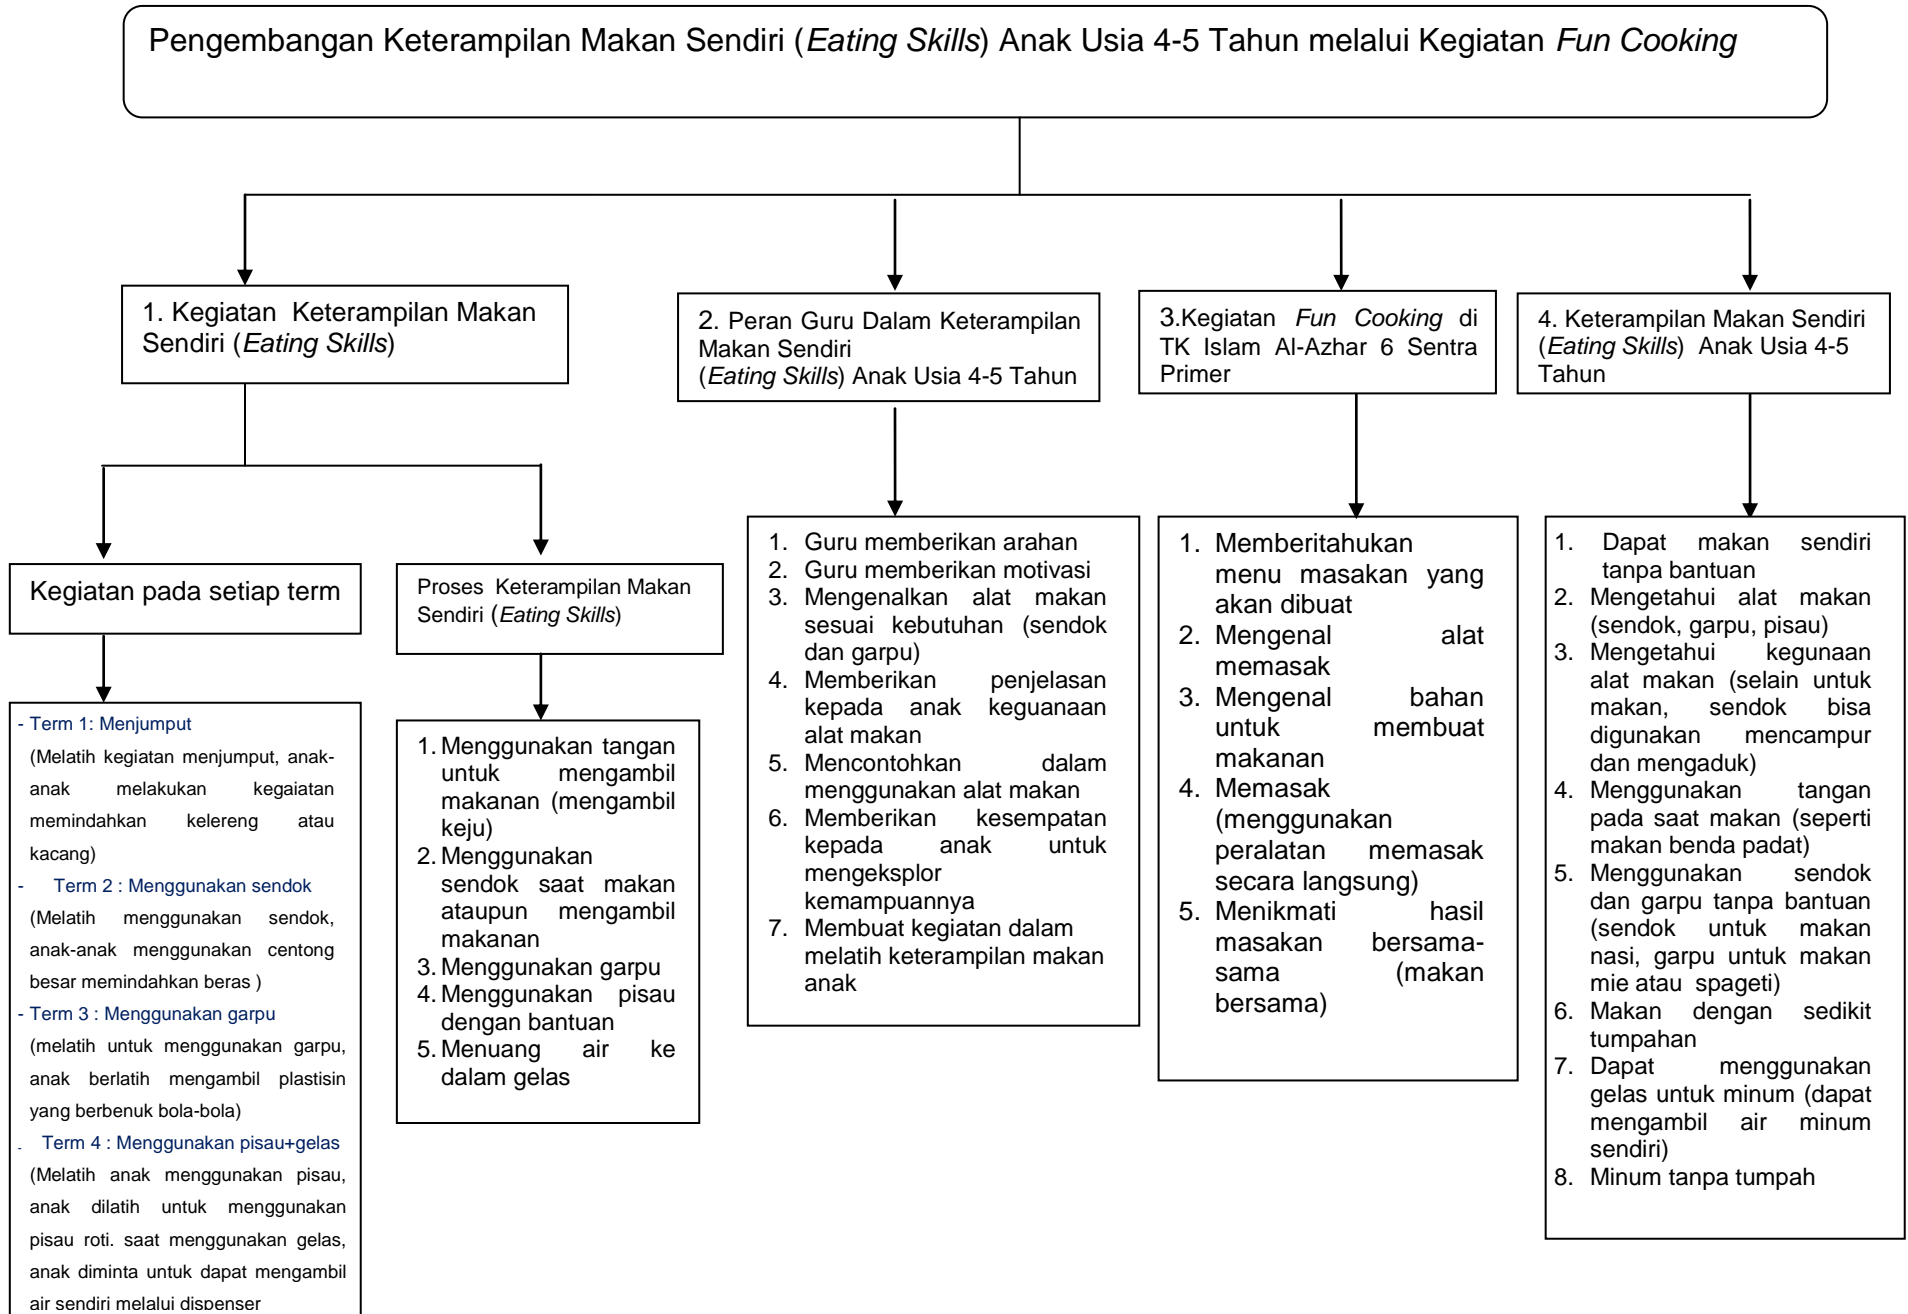 Pengembangan Keterampilan Makan Sendiri (Eating Skills) Anak Usia 4-5 Tahun melalui Kegiatan Fun Cooking
1. Kegiatan Keterampilan Makan
Sendiri (Eating Skills)
2. Peran Guru Dalam Keterampilan
Makan Sendiri
(Eating Skills) Anak Usia 4-5 Tahun
3.Kegiatan Fun Cooking di
TK Islam Al-Azhar 6 Sentra
Primer
4. Keterampilan Makan Sendiri
(Eating Skills) Anak Usia 4-5
Tahun
Kegiatan pada setiap term
Proses Keterampilan Makan
Sendiri (Eating Skills)
- Term 1: Menjumput
(Melatih kegiatan menjumput, anak-
anak melakukan kegaiatan
memindahkan kelereng atau
kacang)
- Term 2 : Menggunakan sendok
(Melatih menggunakan sendok,
anak-anak menggunakan centong
besar memindahkan beras )
- Term 3 : Menggunakan garpu
(melatih untuk menggunakan garpu,
anak berlatih mengambil plastisin
yang berbenuk bola-bola)
- Term 4 : Menggunakan pisau+gelas
(Melatih anak menggunakan pisau,
anak dilatih untuk menggunakan
pisau roti. saat menggunakan gelas,
anak diminta untuk dapat mengambil
air sendiri melalui dispenser
1. Menggunakan tangan
untuk mengambil
makanan (mengambil
keju)
2. Menggunakan
sendok saat makan
ataupun mengambil
makanan
3. Menggunakan garpu
4. Menggunakan pisau
dengan bantuan
5. Menuang air ke
dalam gelas
1. Guru memberikan arahan
2. Guru memberikan motivasi
3. Mengenalkan alat makan
sesuai kebutuhan (sendok
dan garpu)
4. Memberikan penjelasan
kepada anak keguanaan
alat makan
5. Mencontohkan dalam
menggunakan alat makan
6. Memberikan kesempatan
kepada anak untuk
mengeksplor
kemampuannya
7. Membuat kegiatan dalam
melatih keterampilan makan
anak
1. Memberitahukan
menu masakan yang
akan dibuat
2. Mengenal alat
memasak
3. Mengenal bahan
untuk membuat
makanan
4. Memasak
(menggunakan
peralatan memasak
secara langsung)
5. Menikmati hasil
masakan bersama-
sama (makan
bersama)
1. Dapat makan sendiri
tanpa bantuan
2. Mengetahui alat makan
(sendok, garpu, pisau)
3. Mengetahui kegunaan
alat makan (selain untuk
makan, sendok bisa
digunakan mencampur
dan mengaduk)
4. Menggunakan tangan
pada saat makan (seperti
makan benda padat)
5. Menggunakan sendok
dan garpu tanpa bantuan
(sendok untuk makan
nasi, garpu untuk makan
mie atau spageti)
6. Makan dengan sedikit
tumpahan
7. Dapat menggunakan
gelas untuk minum (dapat
mengambil air minum
sendiri)
8. Minum tanpa tumpah